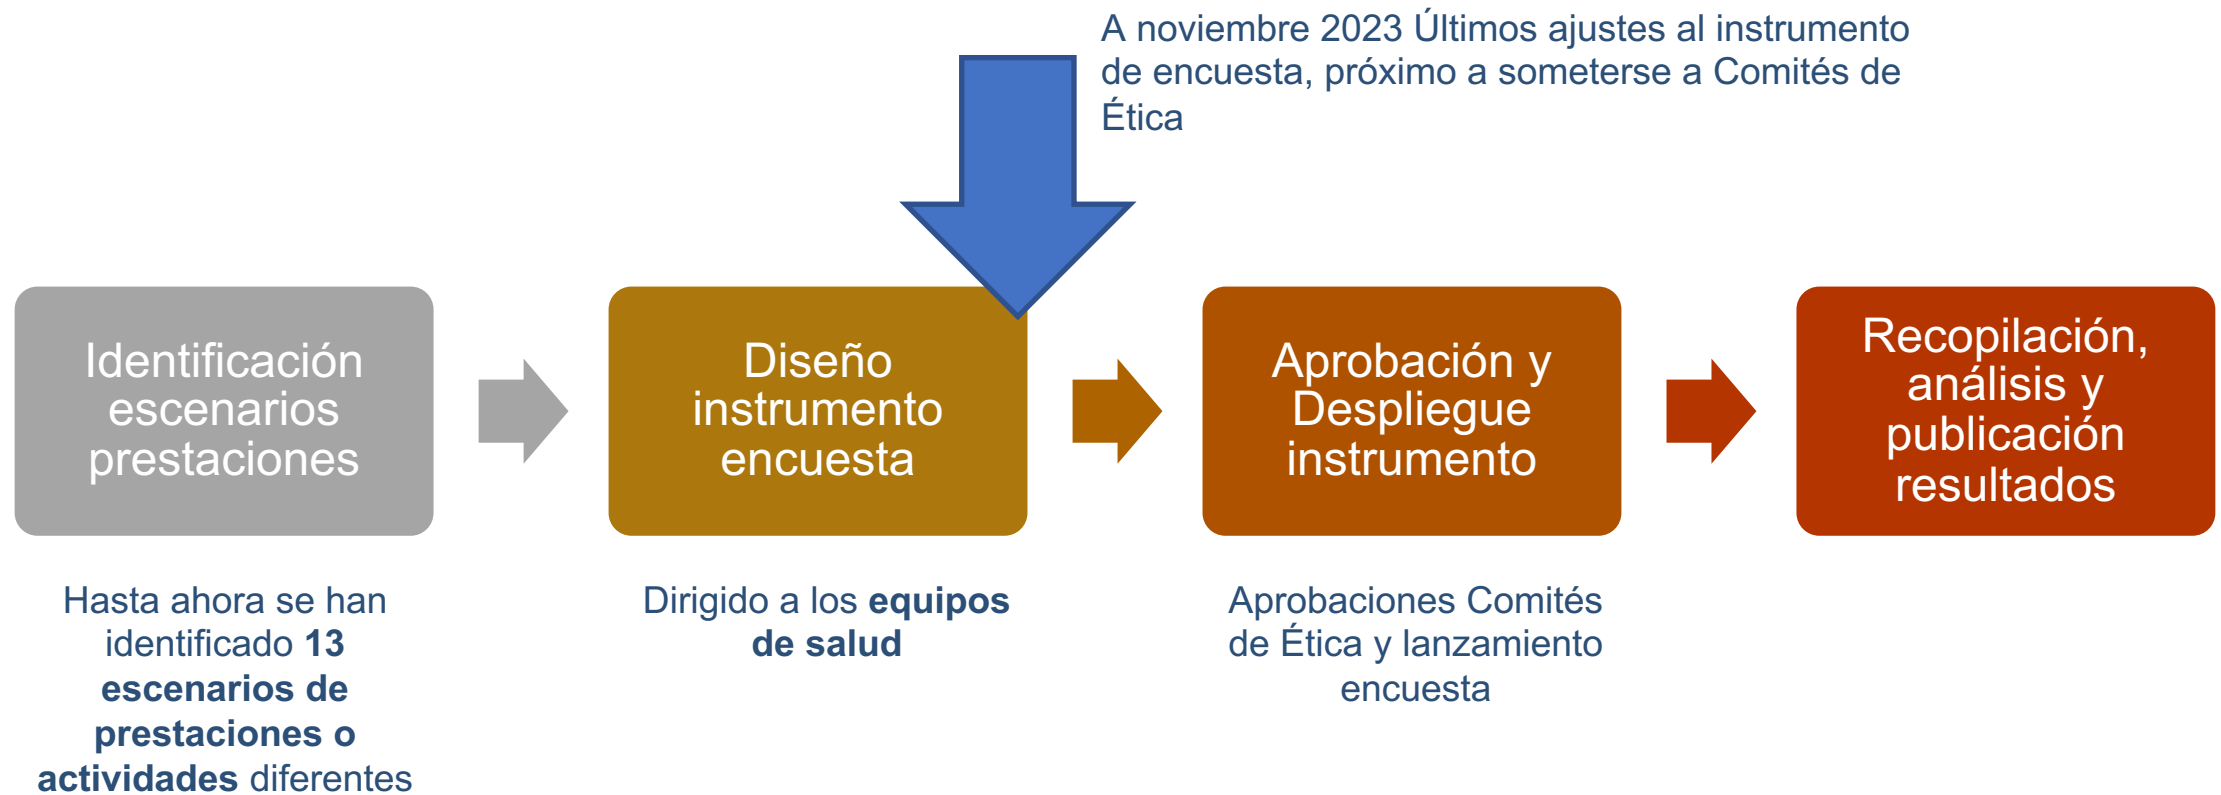 A noviembre 2023 Últimos ajustes al instrumento
de encuesta, próximo a someterse a Comités de
Ética
Identificación
escenarios
prestaciones
Diseño
instrumento
encuesta
Aprobación y
Despliegue
instrumento
Recopilación,
análisis y
publicación
resultados
Hasta ahora se han
identificado 13
escenarios de
prestaciones o
actividades diferentes
Dirigido a los equipos
de salud
Aprobaciones Comités
de Ética y lanzamiento
encuesta